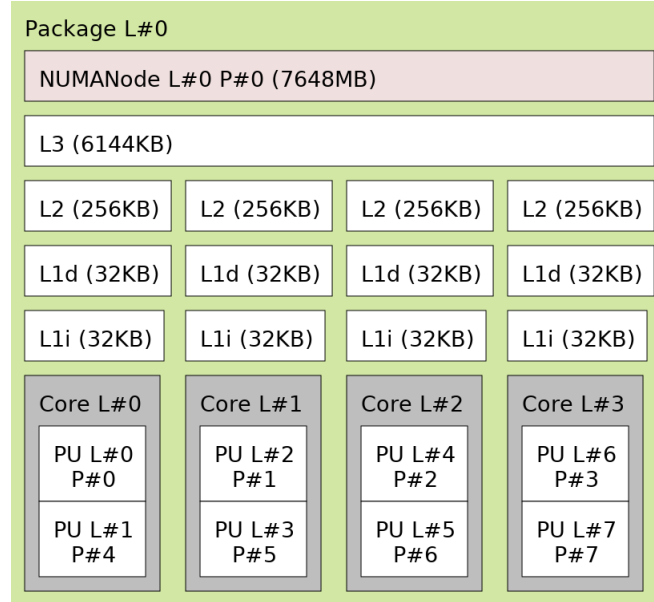 Package L#0
NUMANode L#0 P#0 (7648MB)
L3 (6144KB)
L2 (256KB) L2 (256KB) L2 (256KB) L2 (256KB)
L1d (32KB) L1d (32KB) L1d (32KB) L1d (32KB)
L1i (32KB) L1i (32KB) L1i (32KB) L1i (32KB)
Core L#0 Core L#1 Core L#2 Core L#3
PU L#0 PU L#2 PU L#4 PU L#6
P#0 P#1 P#2 P#3
PU L#1 PU L#3 PU L#5 PU L#7
P#4 P#5 P#6 P#7